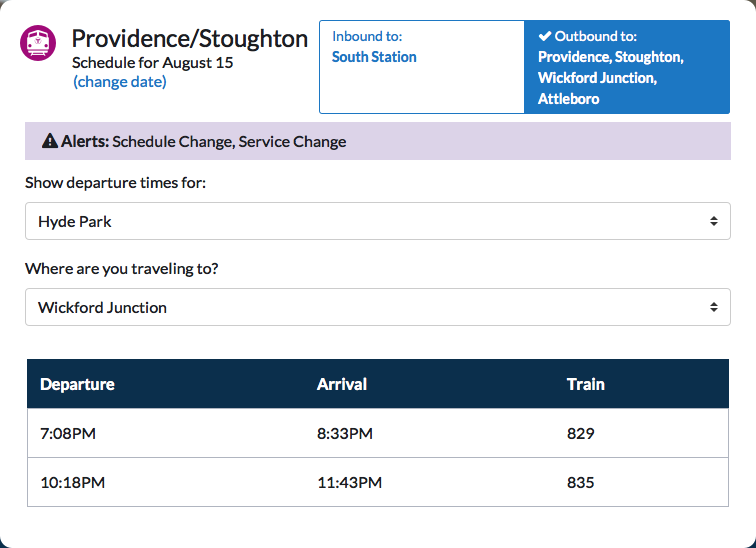 Providence/Stoughton
Schedule for August 15
(change date)
Inbound to:
South Station
Outbound to:
Providence, Stoughton,
Wickford Junction,
Attleboro
Alerts: Schedule Change, Service Change
Show departure times for:
Hyde Park
Where are you traveling to?
Wickford Junction
Departure Arrival Train
7:08PM 8:33PM 829
10:18PM 11:43PM 835